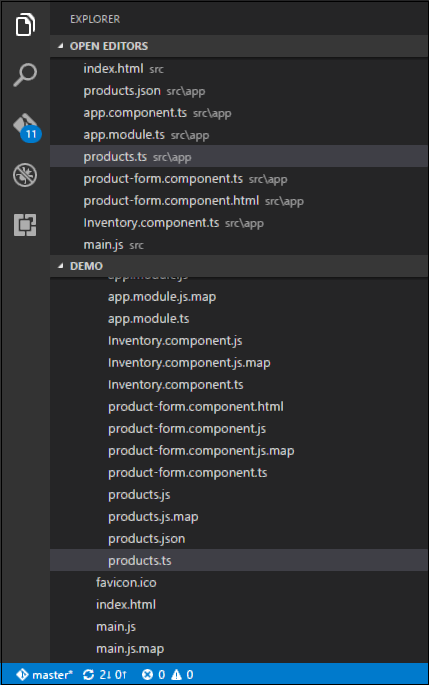 EXPLORER
OPEN EDITORS
index.html src
products.json src\app
app.component.ts src\app
app.module.ts src\app
products.ts src\app
product-form.component.ts src\app
product-form.component.html src\app
Inventory.component.ts src\app
main.js src
11
DEMO
app.module.js
app.module.js.map
app.module.ts
Inventory.component.js
Inventory.component.js.map
Inventory.component.ts
product-form.component.html
product-form.component.js
product-form.component.js.map
product-form.component.ts
products.js
products.js.map
products.json
products.ts
favicon.ico
index.html
main.js
main.js.map
master* 2↓ 0↑ 0 0